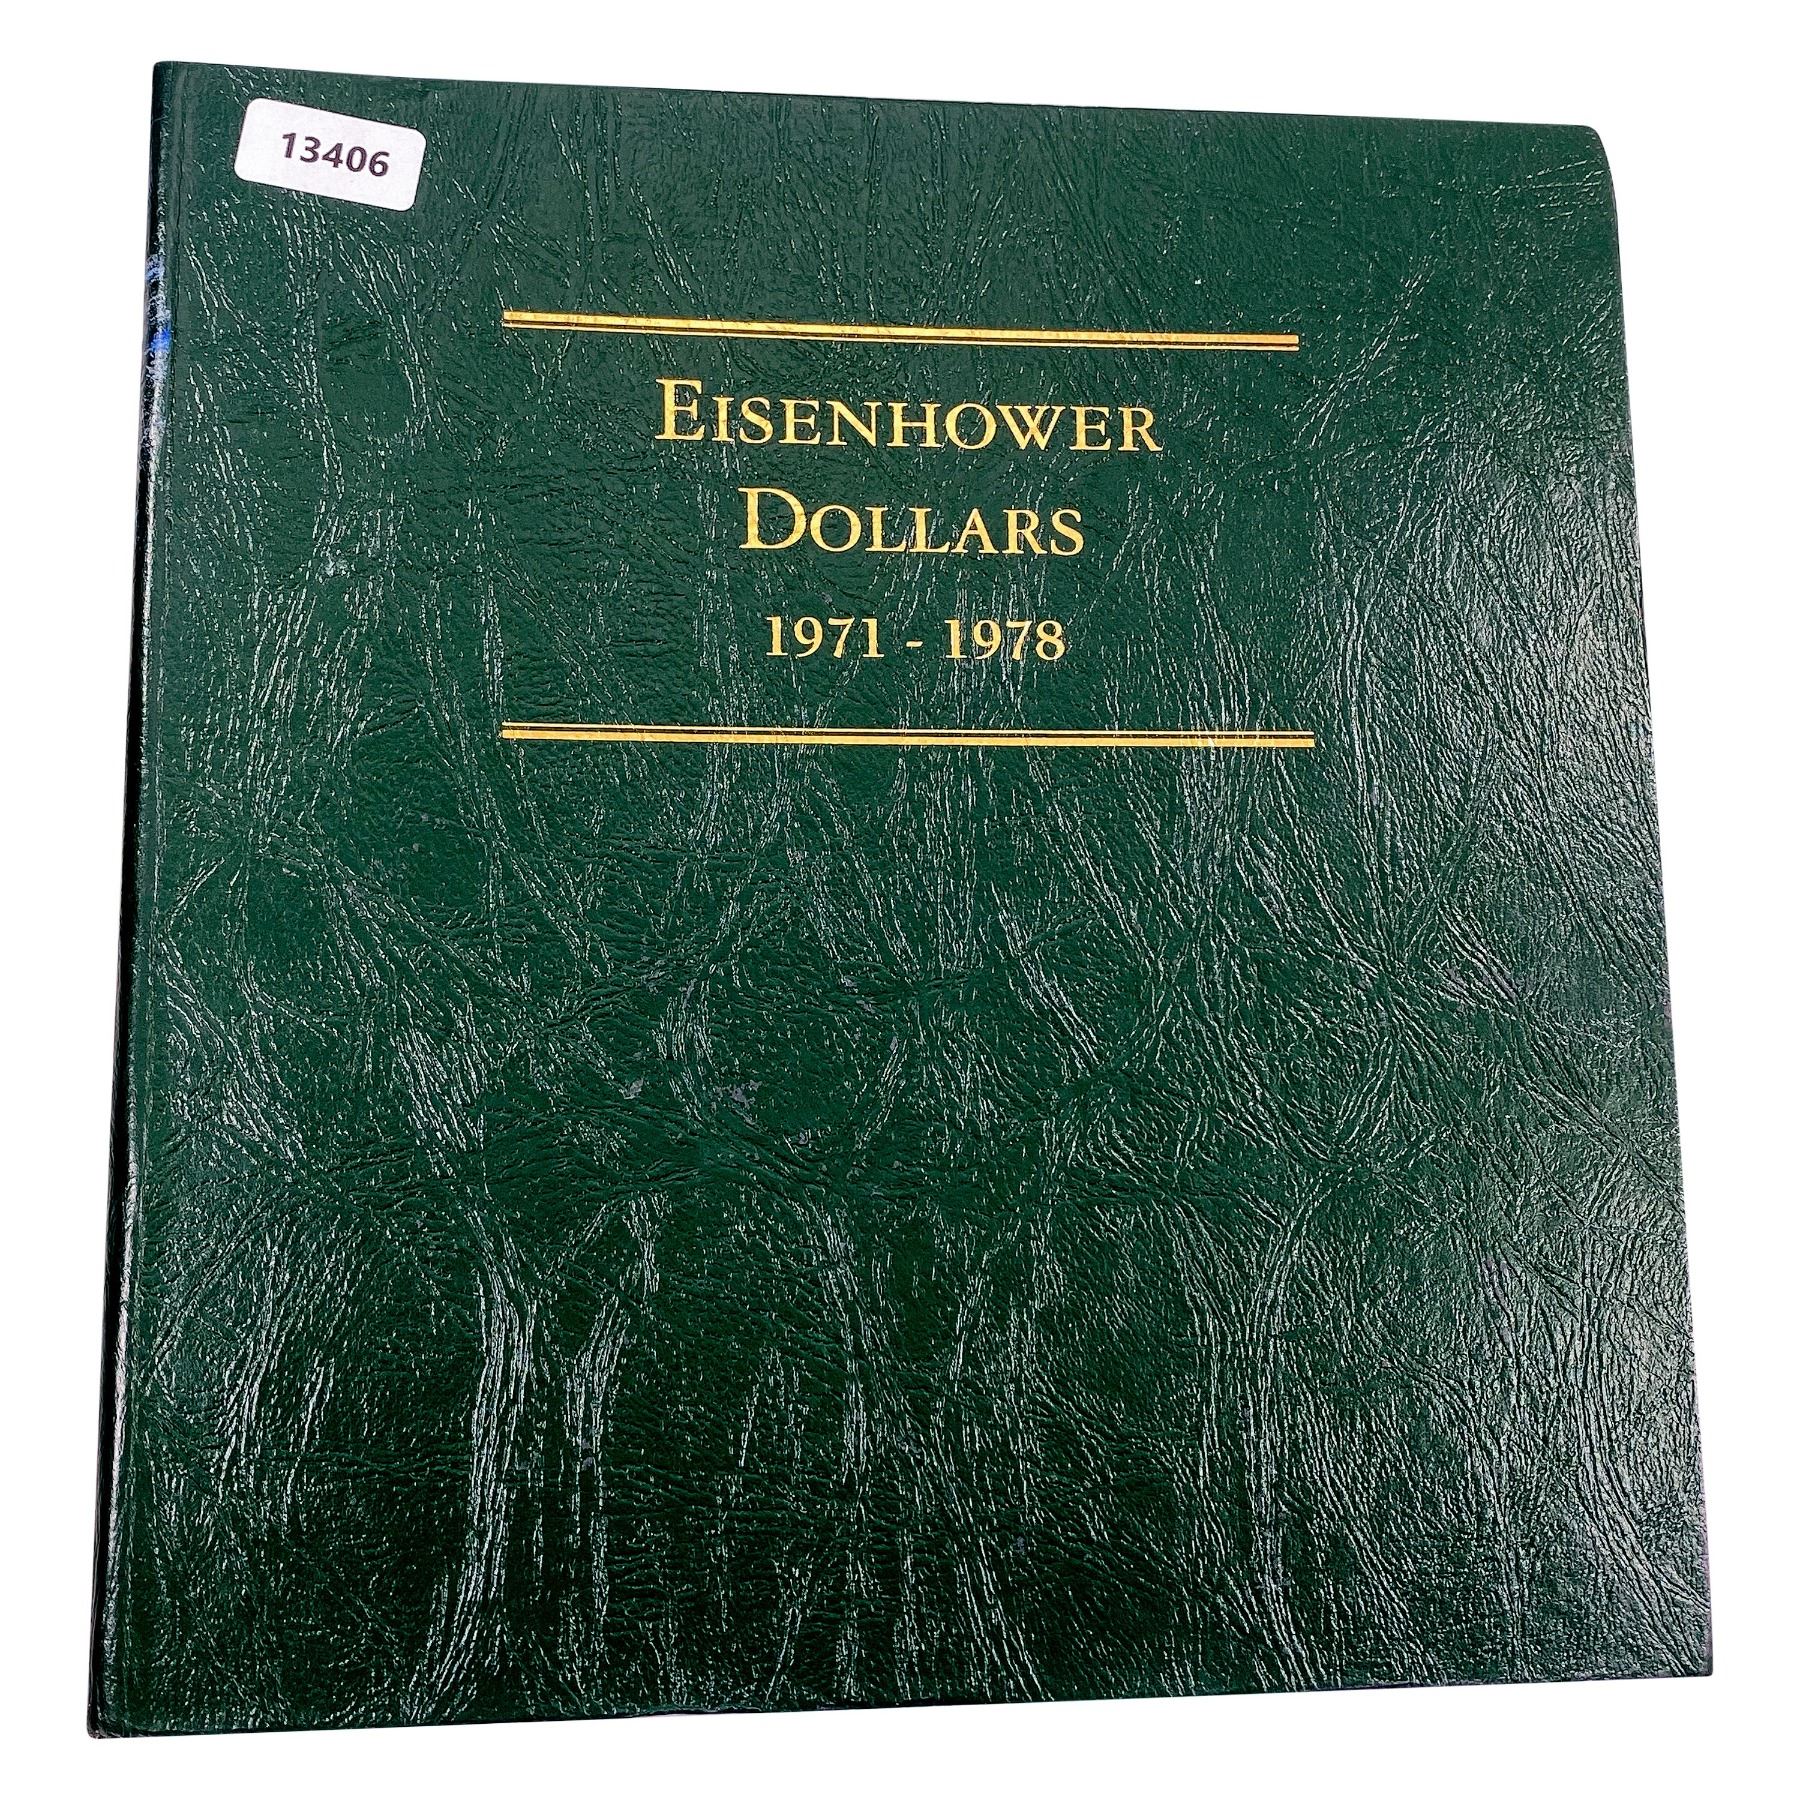 13406
EISENHOWER
DOLLARS
1971 - 1978